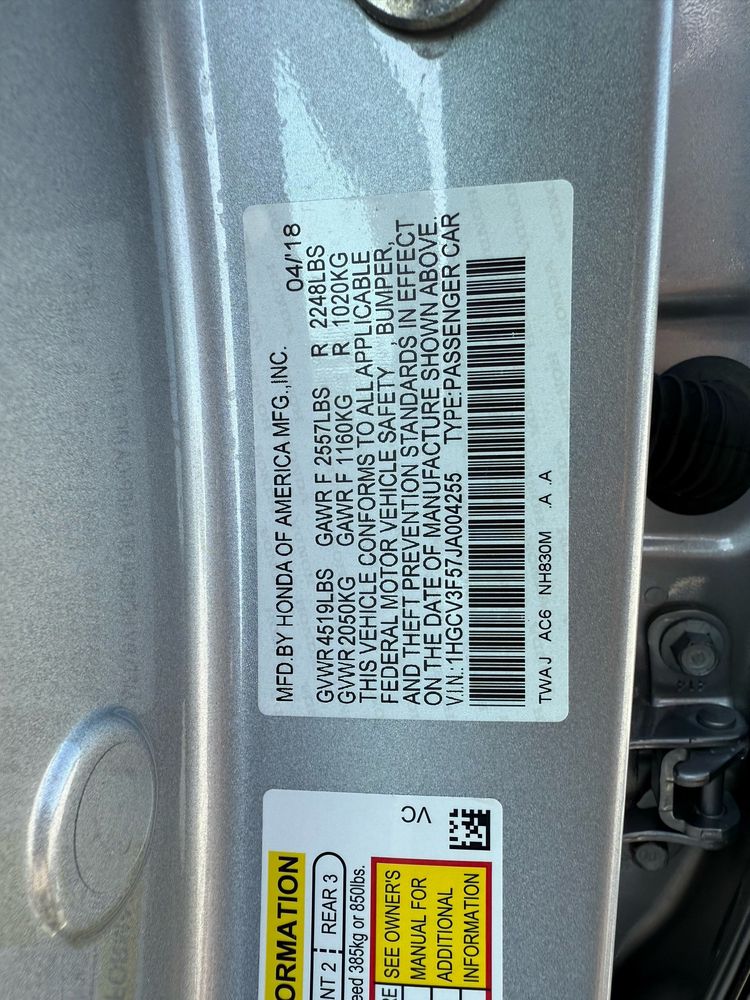 MFD.BY HONDA OF AMERICA MFG.,INC. 04/'18
GVWR 4519LBS GAWR F 2557LBS R 2248LBS
GVWR 2050KG GAWR F 1160KG R 1020KG
THIS VEHICLE CONFORMS TO ALL APPLICABLE
FEDERAL MOTOR VEHICLE SAFETY , BUMPER,
AND THEFT PREVENTION STANDARDS IN EFFECT
ON THE DATE OF MANUFACTURE SHOWN ABOVE.
V.I.N.:1HGCV3F57JA004255 TYPE:PASSENGER CAR
TWAJ AC6 NH830M .A .A
ORMATION
NT 2 REAR 3
eed 385kg or 850lbs.
RE
SEE OWNER'S
MANUAL FOR
ADDITIONAL
INFORMATION
VC
818